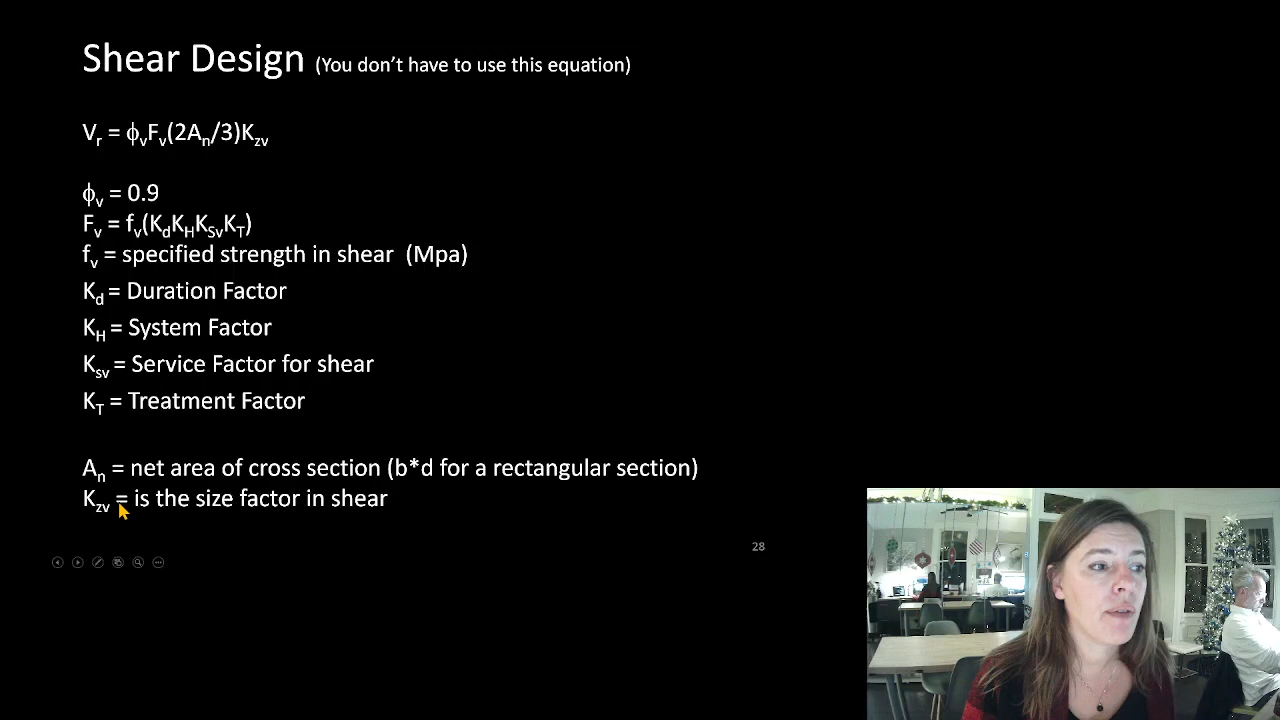 Shear Design (You don't have to use this equation)
Vr = ϕvFv(2An/3)Kzv
ϕv = 0.9
Fv = fv(KdKHKSvKT)
fv = specified strength in shear (Mpa)
Kd = Duration Factor
KH = System Factor
Ksv = Service Factor for shear
KT = Treatment Factor
An = net area of cross section (b*d for a rectangular section)
Kzv = is the size factor in shear
28